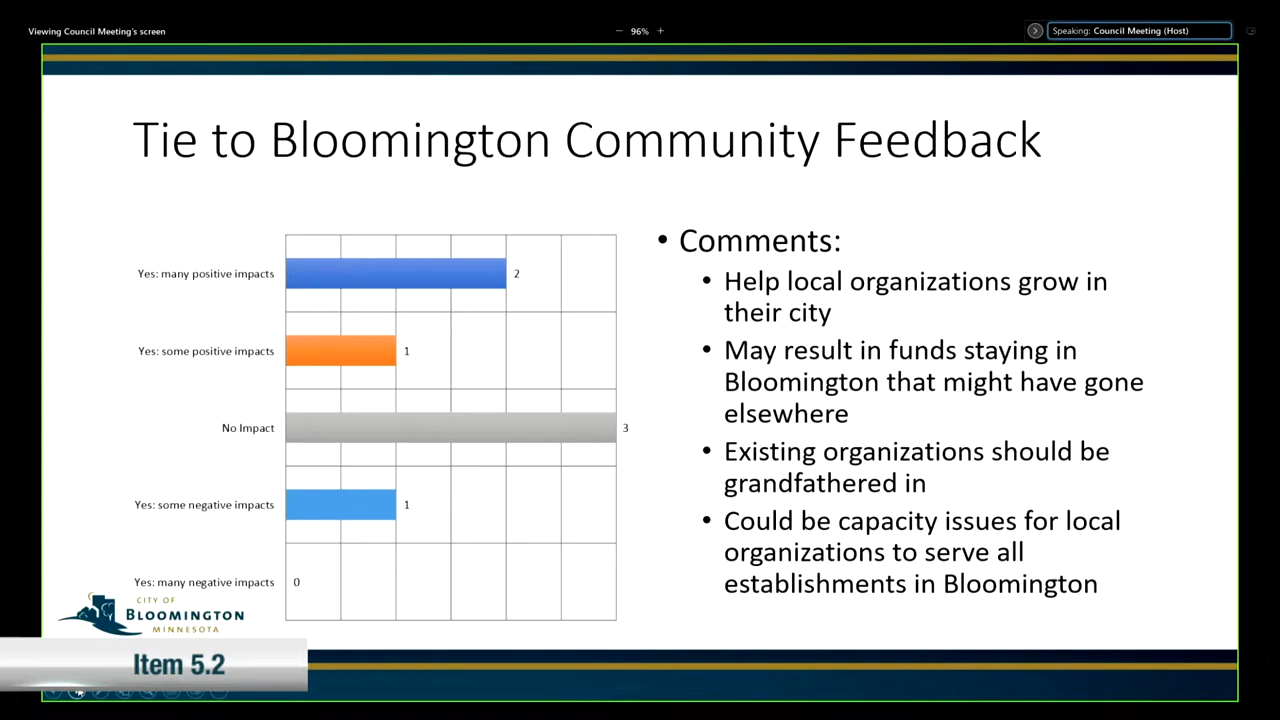 Viewing Council Meeting's screen
− 96% +
Speaking: Council Meeting (Host)
Tie to Bloomington Community Feedback
Yes: many positive impacts
2
Yes: some positive impacts
1
No Impact
3
Yes: some negative impacts
1
Yes: many negative impacts
0
• Comments:
• Help local organizations grow in
their city
• May result in funds staying in
Bloomington that might have gone
elsewhere
• Existing organizations should be
grandfathered in
• Could be capacity issues for local
organizations to serve all
establishments in Bloomington
CITY OF
BLOOMINGTON
MINNESOTA
Item 5.2